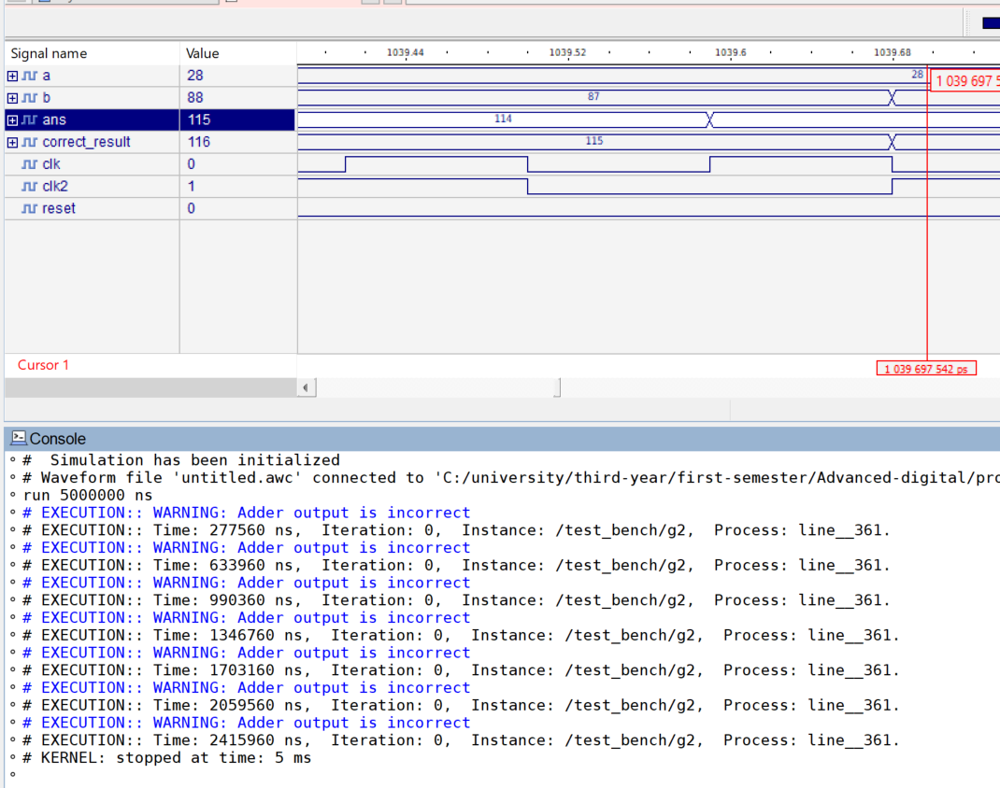 Signal name Value 1039.44 1039.52 1039.6 1039.68
a 28 28 1 039 697 5
b 88 87
ans 115 114
correct_result 116 115
clk 0
clk2 1
reset 0
Cursor 1 1 039 697 542 ps
Console
# Simulation has been initialized
# Waveform file 'untitled.awc' connected to 'C:/university/third-year/first-semester/Advanced-digital/pro
run 5000000 ns
# EXECUTION:: WARNING: Adder output is incorrect
# EXECUTION:: Time: 277560 ns, Iteration: 0, Instance: /test_bench/g2, Process: line__361.
# EXECUTION:: WARNING: Adder output is incorrect
# EXECUTION:: Time: 633960 ns, Iteration: 0, Instance: /test_bench/g2, Process: line__361.
# EXECUTION:: WARNING: Adder output is incorrect
# EXECUTION:: Time: 990360 ns, Iteration: 0, Instance: /test_bench/g2, Process: line__361.
# EXECUTION:: WARNING: Adder output is incorrect
# EXECUTION:: Time: 1346760 ns, Iteration: 0, Instance: /test_bench/g2, Process: line__361.
# EXECUTION:: WARNING: Adder output is incorrect
# EXECUTION:: Time: 1703160 ns, Iteration: 0, Instance: /test_bench/g2, Process: line__361.
# EXECUTION:: WARNING: Adder output is incorrect
# EXECUTION:: Time: 2059560 ns, Iteration: 0, Instance: /test_bench/g2, Process: line__361.
# EXECUTION:: WARNING: Adder output is incorrect
# EXECUTION:: Time: 2415960 ns, Iteration: 0, Instance: /test_bench/g2, Process: line__361.
# KERNEL: stopped at time: 5 ms